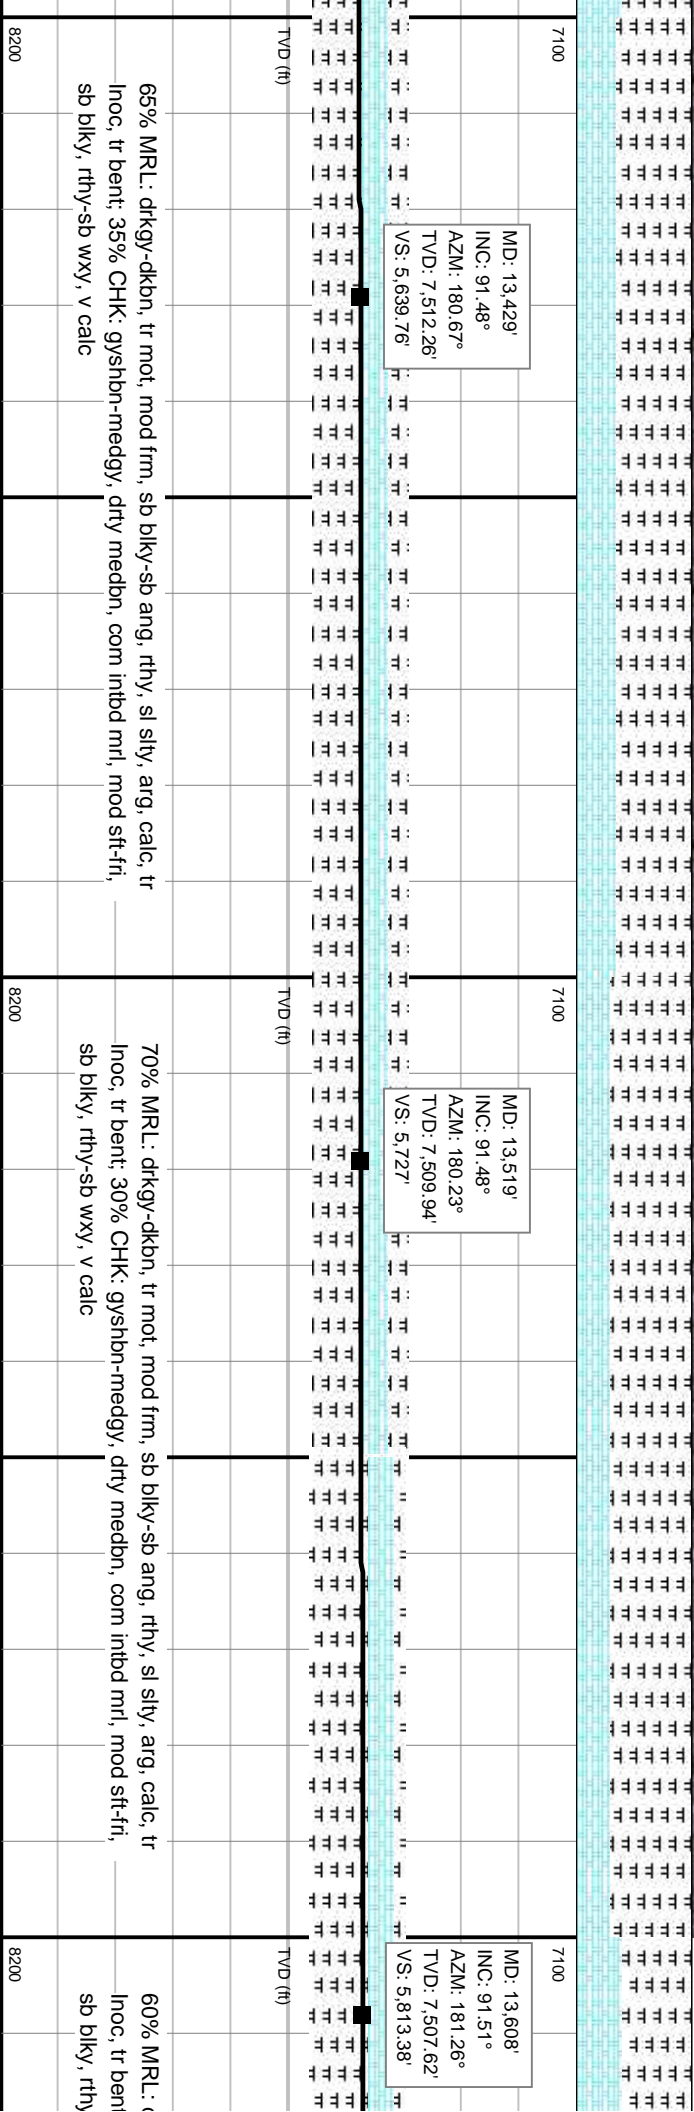 7100
TVD (ft)
8200
MD: 13,429'
INC: 91.48°
AZM: 180.67°
TVD: 7,512.26'
VS: 5,639.76'
65% MRL: drkgy-dkbn, tr mot, mod frm, sb blky-sb ang, rthy, sl slty, arg, calc, tr
Inoc, tr bent; 35% CHK: gyshbn-medgy, drty medbn, com intbd mrl, mod sft-fri,
sb blky, rthy-sb wxy, v calc
7100
TVD (ft)
8200
MD: 13,519'
INC: 91.48°
AZM: 180.23°
TVD: 7,509.94'
VS: 5,727'
70% MRL: drkgy-dkbn, tr mot, mod frm, sb blky-sb ang, rthy, sl slty, arg, calc, tr
Inoc, tr bent; 30% CHK: gyshbn-medgy, drty medbn, com intbd mrl, mod sft-fri,
sb blky, rthy-sb wxy, v calc
7100
TVD (ft)
8200
MD: 13,608'
INC: 91.51°
AZM: 181.26°
TVD: 7,507.62'
VS: 5,813.38'
60% MRL:
Inoc, tr bent
sb blky, rthy